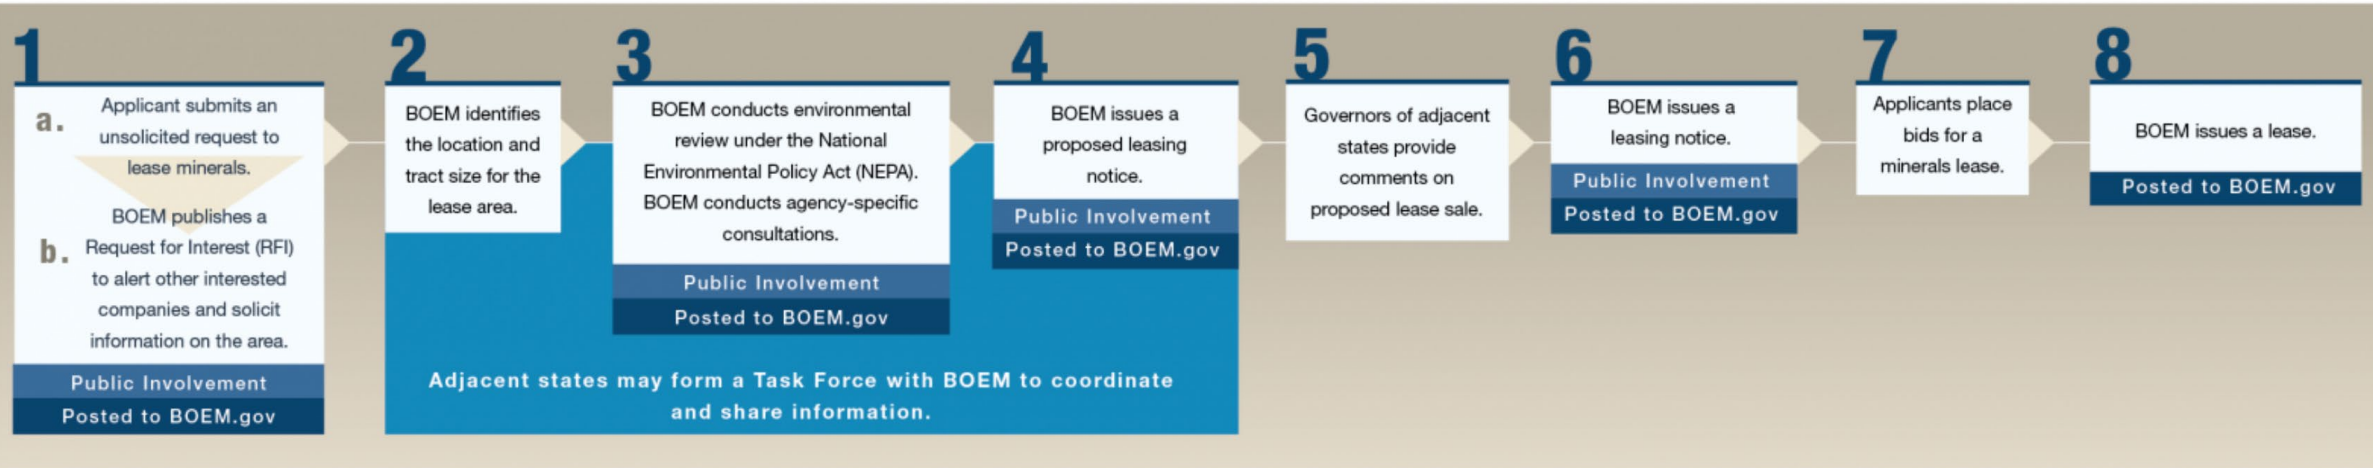 1
a.
Applicant submits an
unsolicited request to
lease minerals.
b.
BOEM publishes a
Request for Interest (RFI)
to alert other interested
companies and solicit
information on the area.
Public Involvement
Posted to BOEM.gov
2
BOEM identifies
the location and
tract size for the
lease area.
3
BOEM conducts environmental
review under the National
Environmental Policy Act (NEPA).
BOEM conducts agency-specific
consultations.
Public Involvement
Posted to BOEM.gov
4
BOEM issues a
proposed leasing
notice.
Public Involvement
Posted to BOEM.gov
Adjacent states may form a Task Force with BOEM to coordinate
and share information.
5
Governors of adjacent
states provide
comments on
proposed lease sale.
6
BOEM issues a
leasing notice.
Public Involvement
Posted to BOEM.gov
7
Applicants place
bids for a
minerals lease.
8
BOEM issues a lease.
Posted to BOEM.gov